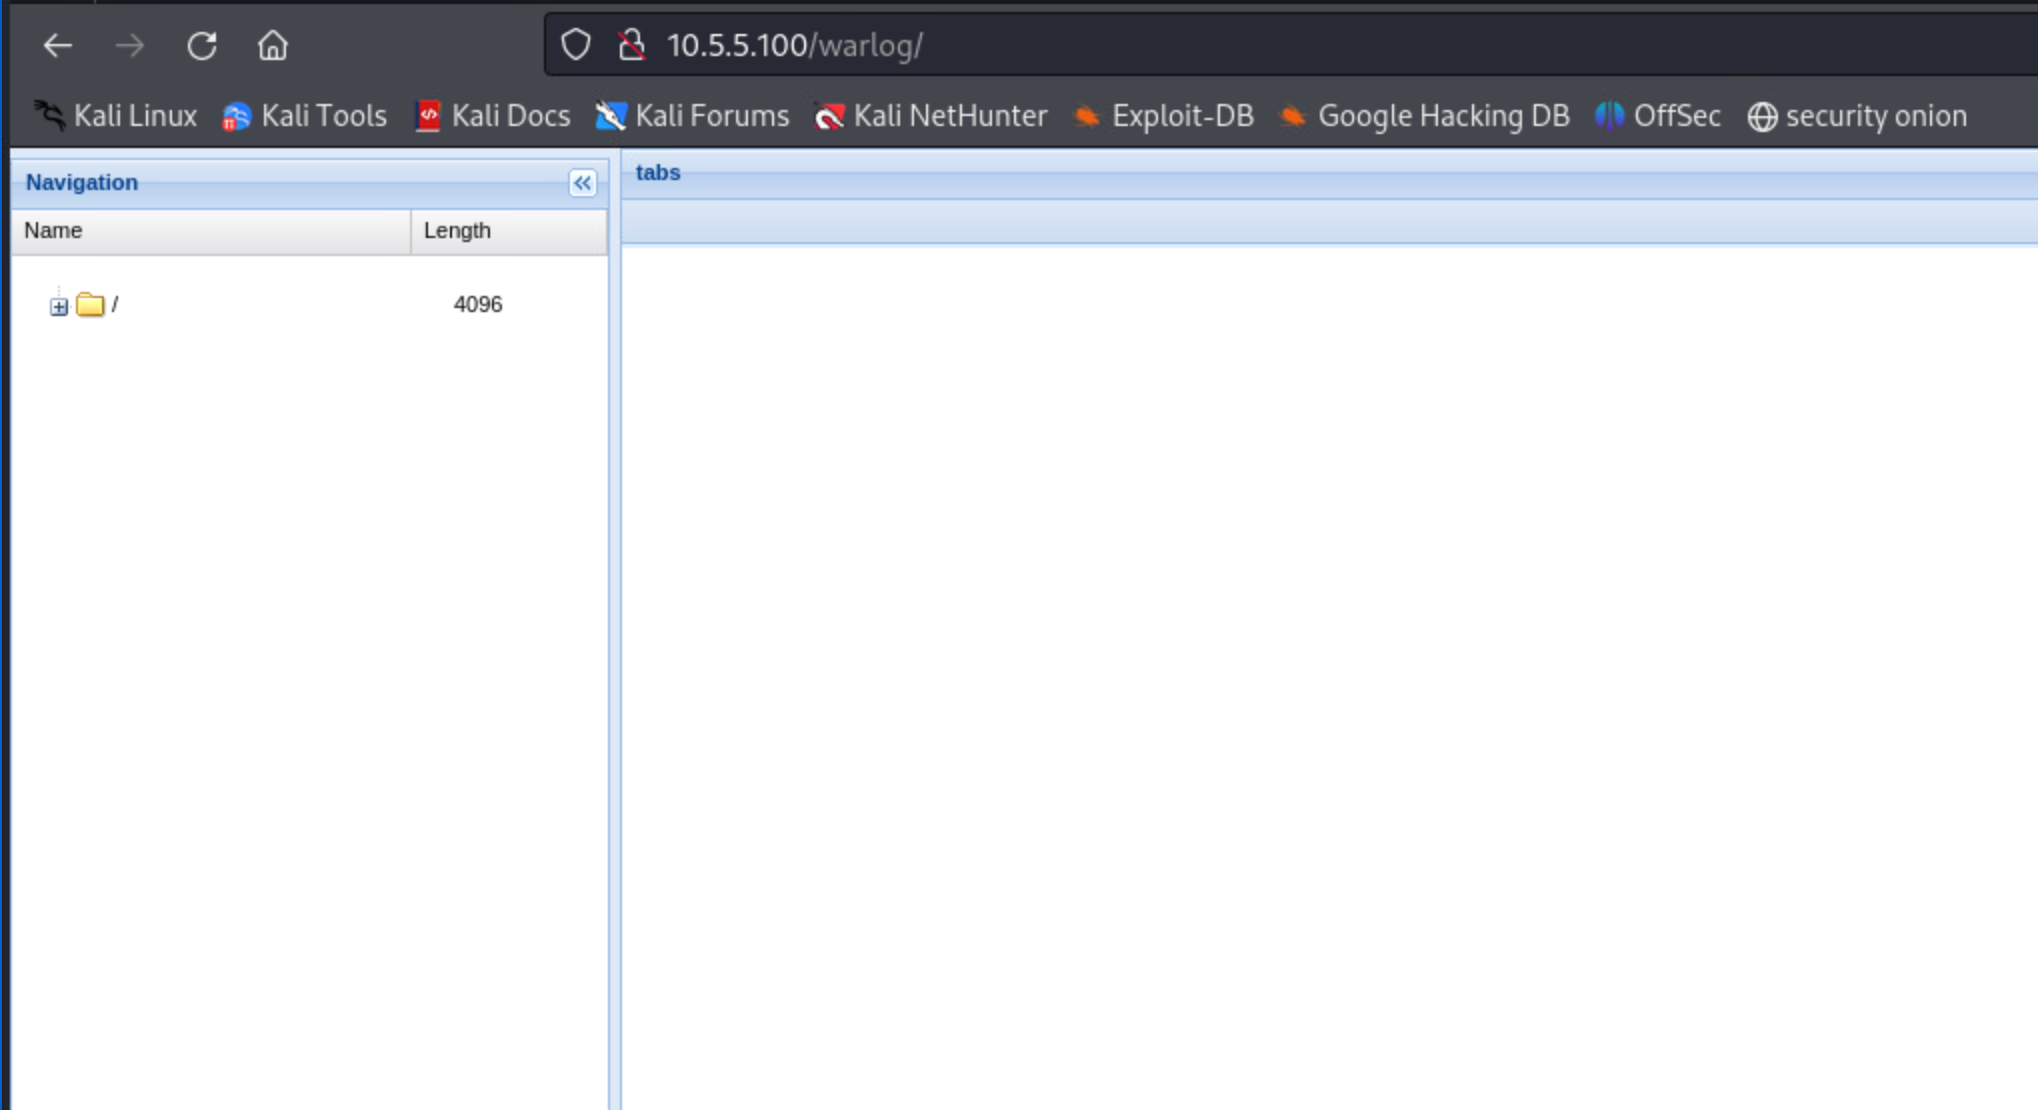 10.5.5.100/warlog/
Kali Linux Kali Tools Kali Docs Kali Forums Kali NetHunter Exploit-DB Google Hacking DB OffSec security onion
Navigation
Name Length
/ 4096
tabs